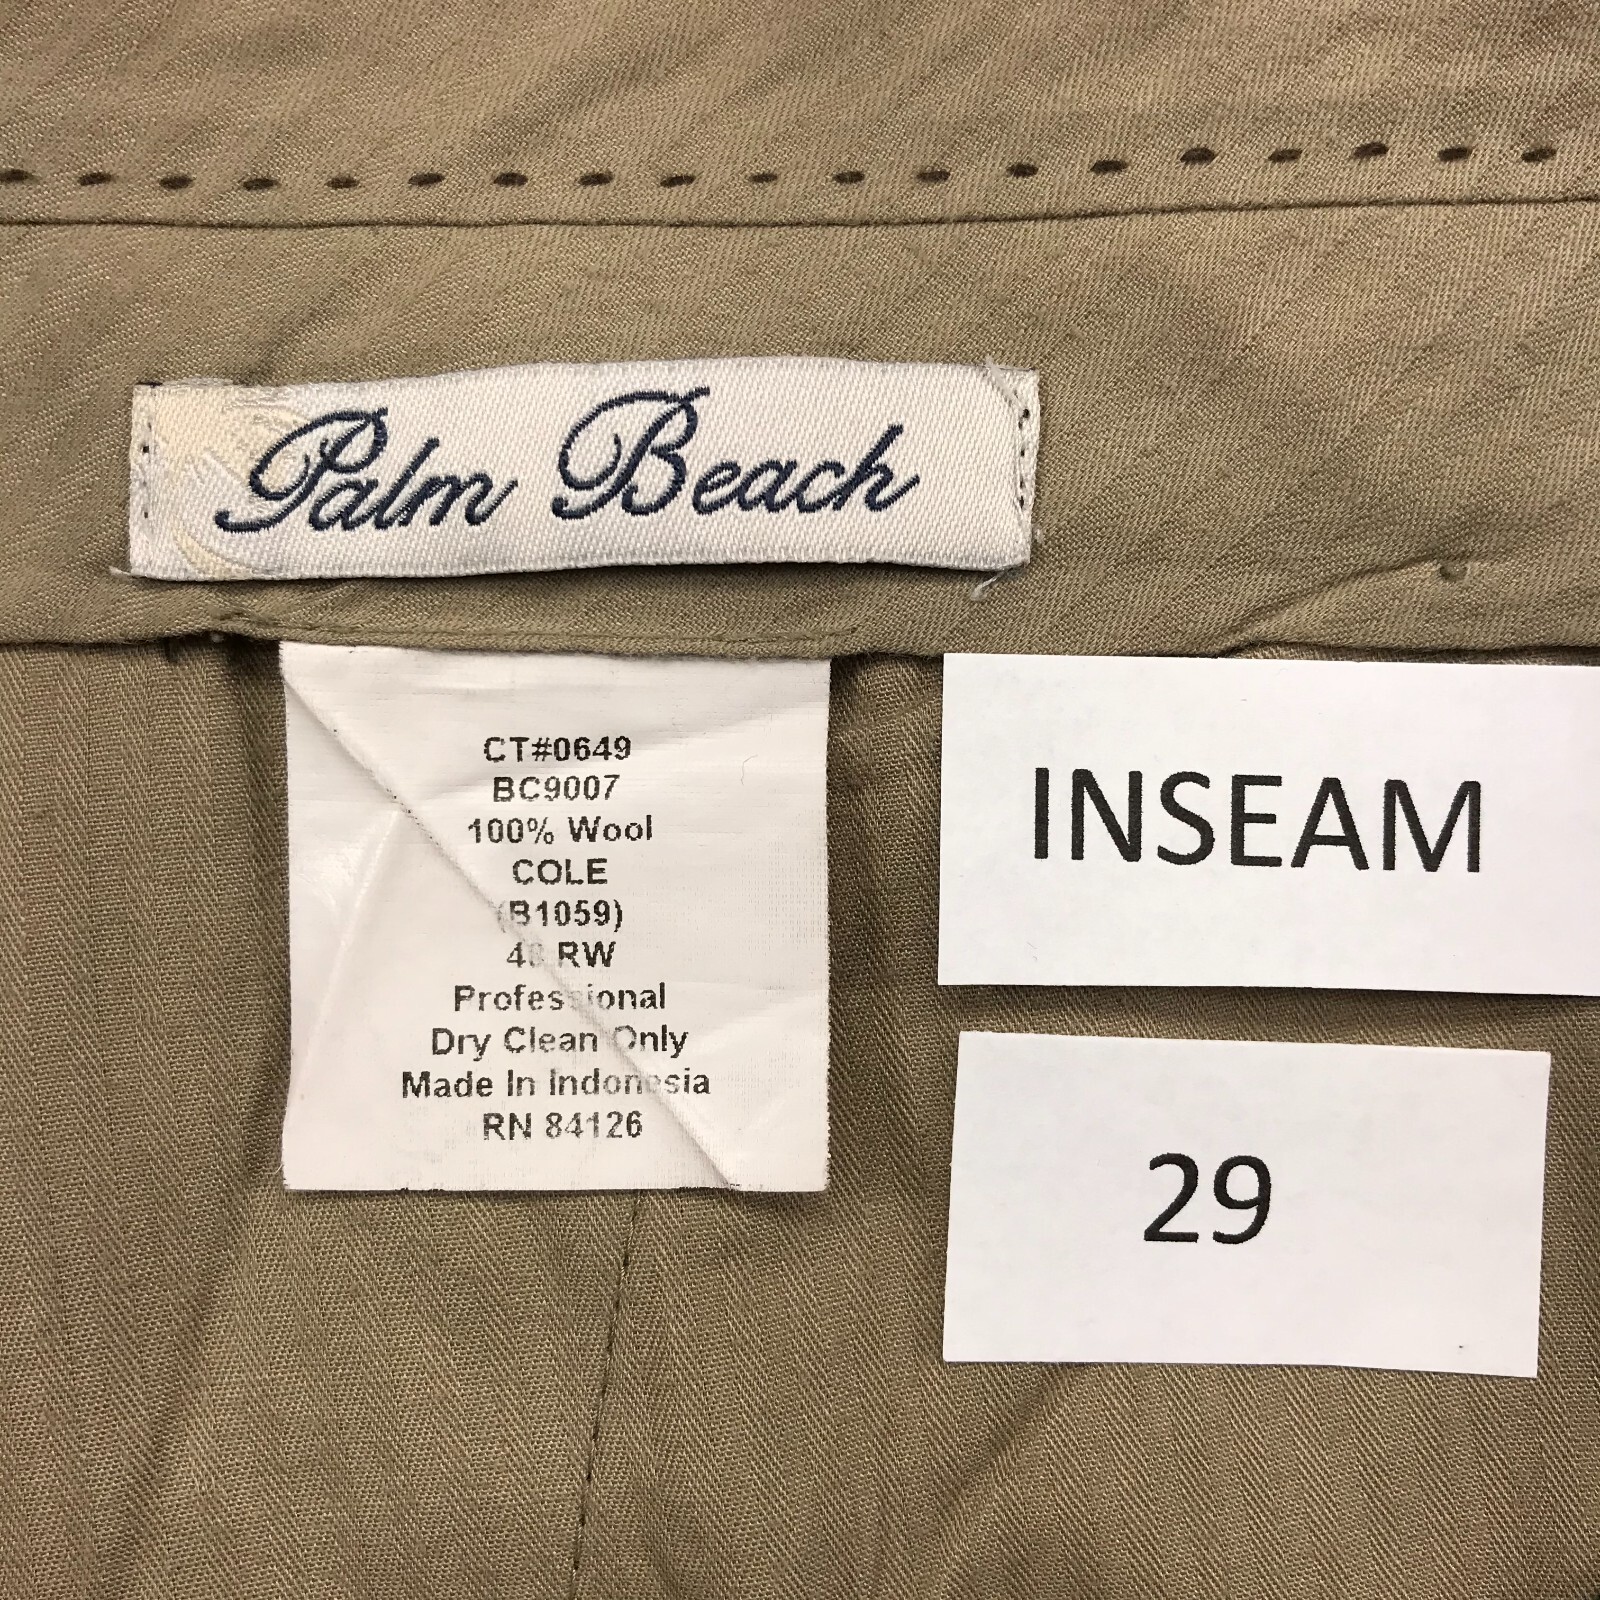 Palm Beach
CT#0649
BC9007
100% Wool
COLE
(B1059)
RW
Professional
Dry Clean Only
Made In Indonesia
RN 84126
INSEAM
29